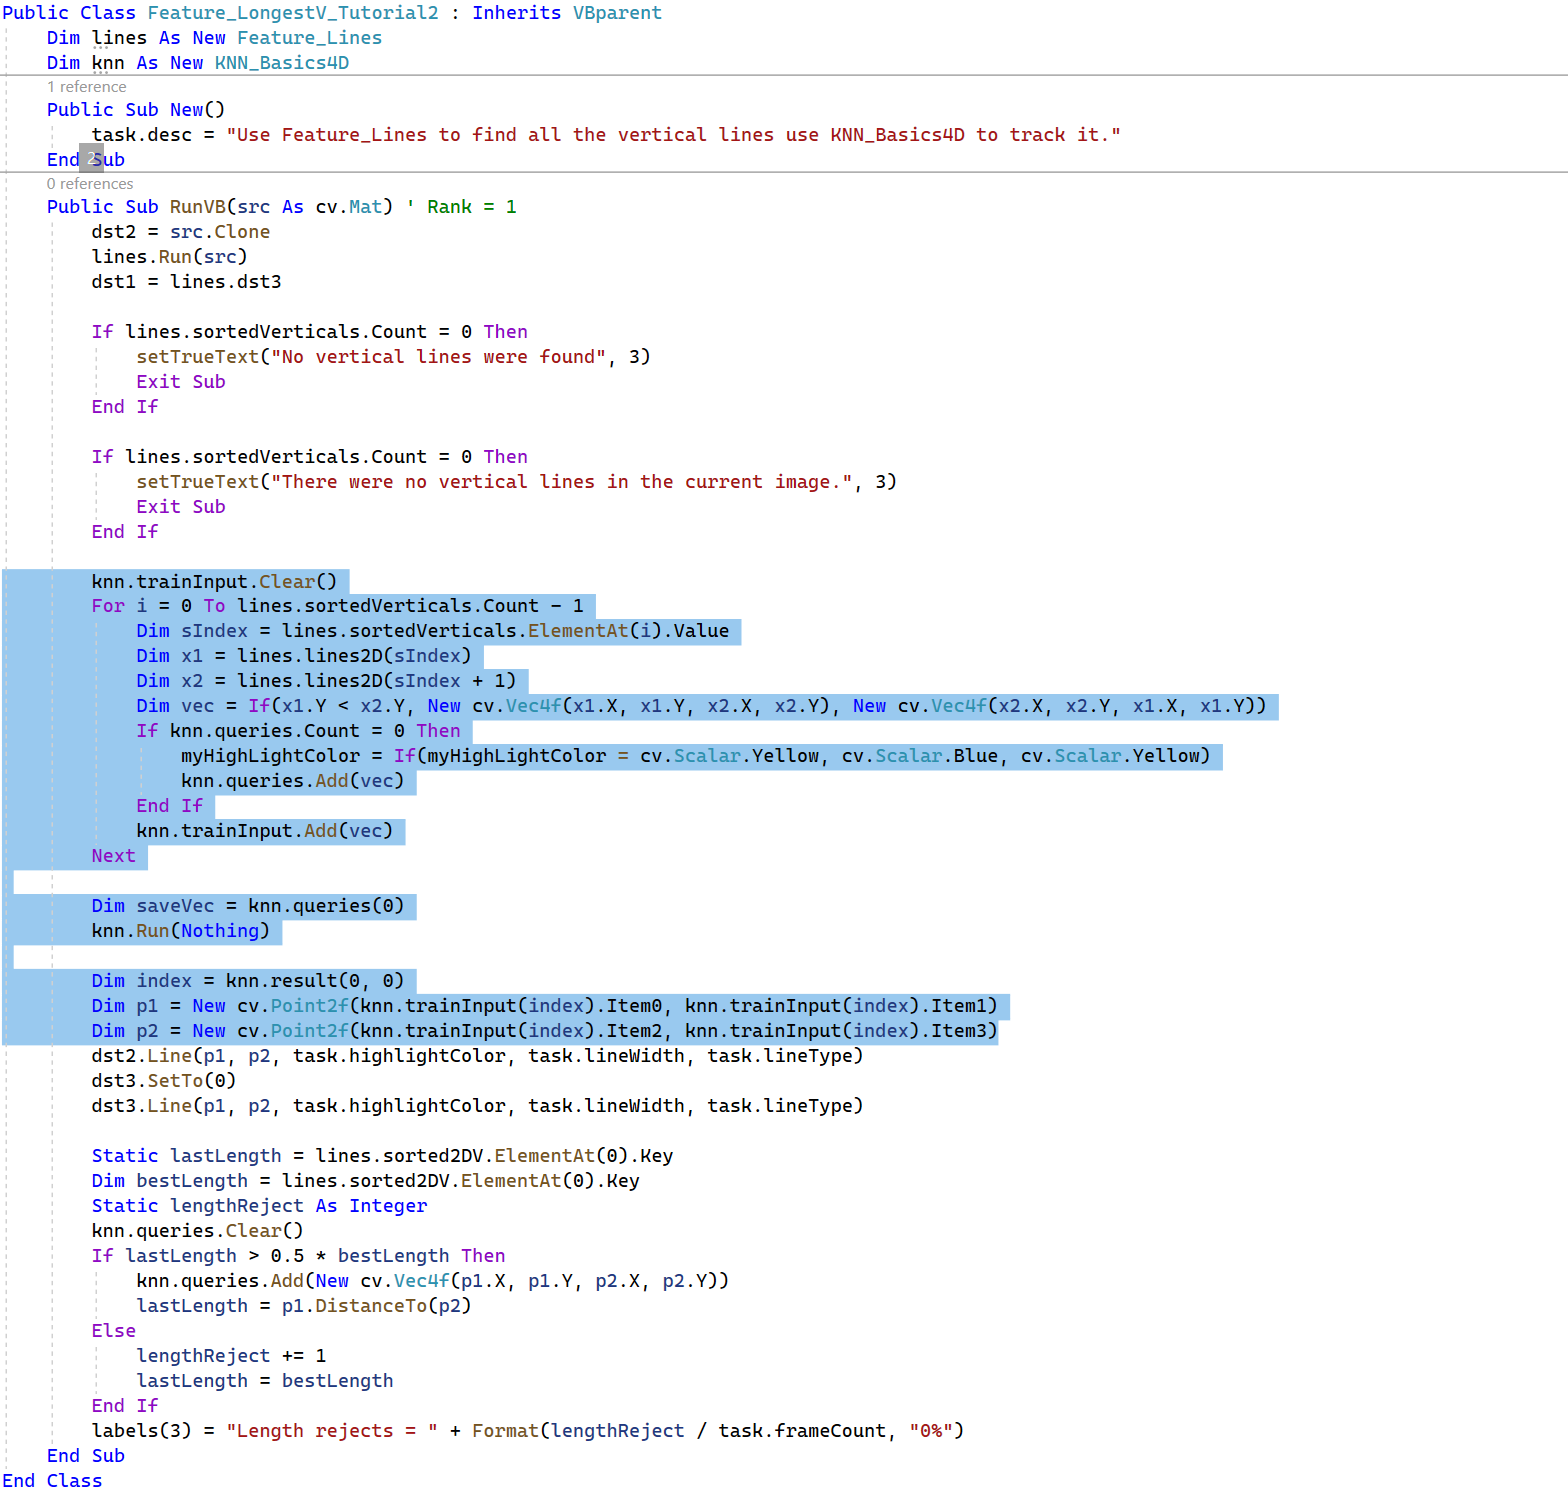 Public Class Feature_LongestV_Tutorial2 : Inherits VBparent
    Dim lines As New Feature_Lines
    Dim knn As New KNN_Basics4D
    1 reference
    Public Sub New()
        task.desc = "Use Feature_Lines to find all the vertical lines use KNN_Basics4D to track it."
    End Sub
    2
    0 references
    Public Sub RunVB(src As cv.Mat) ' Rank = 1
        dst2 = src.Clone
        lines.Run(src)
        dst1 = lines.dst3

        If lines.sortedVerticals.Count = 0 Then
            setTrueText("No vertical lines were found", 3)
            Exit Sub
        End If

        If lines.sortedVerticals.Count = 0 Then
            setTrueText("There were no vertical lines in the current image.", 3)
            Exit Sub
        End If

        knn.trainInput.Clear()
        For i = 0 To lines.sortedVerticals.Count - 1
            Dim sIndex = lines.sortedVerticals.ElementAt(i).Value
            Dim x1 = lines.lines2D(sIndex)
            Dim x2 = lines.lines2D(sIndex + 1)
            Dim vec = If(x1.Y < x2.Y, New cv.Vec4f(x1.X, x1.Y, x2.X, x2.Y), New cv.Vec4f(x2.X, x2.Y, x1.X, x1.Y))
            If knn.queries.Count = 0 Then
                myHighLightColor = If(myHighLightColor = cv.Scalar.Yellow, cv.Scalar.Blue, cv.Scalar.Yellow)
                knn.queries.Add(vec)
            End If
            knn.trainInput.Add(vec)
        Next

        Dim saveVec = knn.queries(0)
        knn.Run(Nothing)

        Dim index = knn.result(0, 0)
        Dim p1 = New cv.Point2f(knn.trainInput(index).Item0, knn.trainInput(index).Item1)
        Dim p2 = New cv.Point2f(knn.trainInput(index).Item2, knn.trainInput(index).Item3)
        dst2.Line(p1, p2, task.highlightColor, task.lineWidth, task.lineType)
        dst3.SetTo(0)
        dst3.Line(p1, p2, task.highlightColor, task.lineWidth, task.lineType)

        Static lastLength = lines.sorted2DV.ElementAt(0).Key
        Dim bestLength = lines.sorted2DV.ElementAt(0).Key
        Static lengthReject As Integer
        knn.queries.Clear()
        If lastLength > 0.5 * bestLength Then
            knn.queries.Add(New cv.Vec4f(p1.X, p1.Y, p2.X, p2.Y))
            lastLength = p1.DistanceTo(p2)
        Else
            lengthReject += 1
            lastLength = bestLength
        End If
        labels(3) = "Length rejects = " + Format(lengthReject / task.frameCount, "0%")
    End Sub
End Class